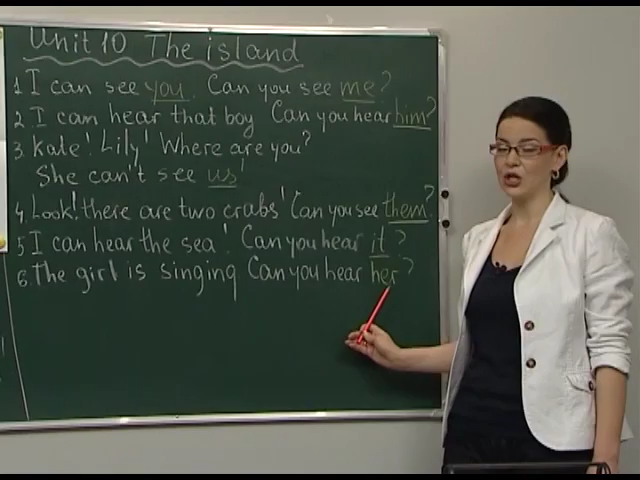 Unit 10 The island
1. I can see you. Can you see me?
2. I can hear that boy Can you hear him?
3. Kate! Lily! Where are you?
She can't see us!
4. Look! there are two crabs! Can you see them?
5 I can hear the sea! Can you hear it?
6. The girl is singing Can you hear her?